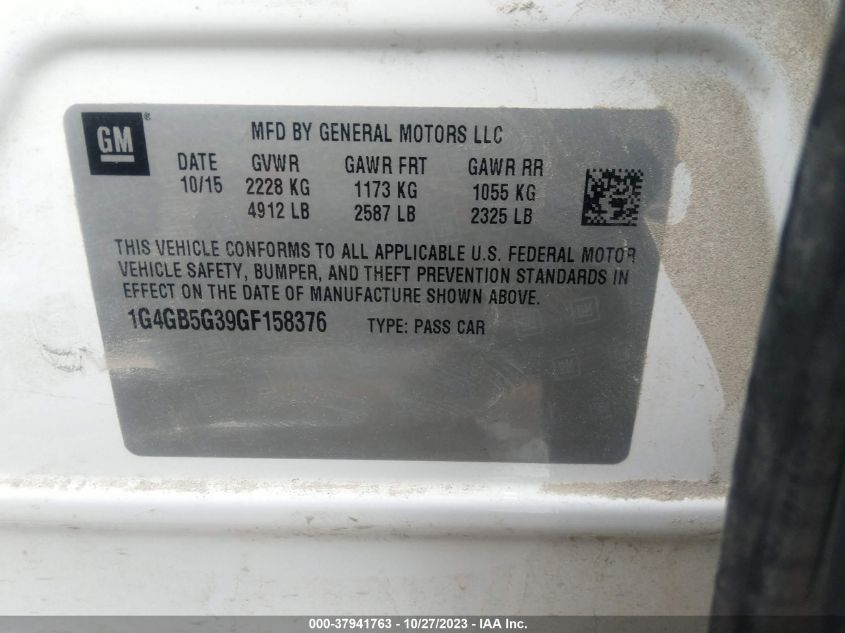 GM®
MFD BY GENERAL MOTORS LLC
DATE GVWR GAWR FRT GAWR RR
10/15 2228 KG 1173 KG 1055 KG
4912 LB 2587 LB 2325 LB
THIS VEHICLE CONFORMS TO ALL APPLICABLE U.S. FEDERAL MOTOR
VEHICLE SAFETY, BUMPER, AND THEFT PREVENTION STANDARDS IN
EFFECT ON THE DATE OF MANUFACTURE SHOWN ABOVE.
1G4GB5G39GF158376 TYPE: PASS CAR
000-37941763 - 10/27/2023 - IAA Inc.